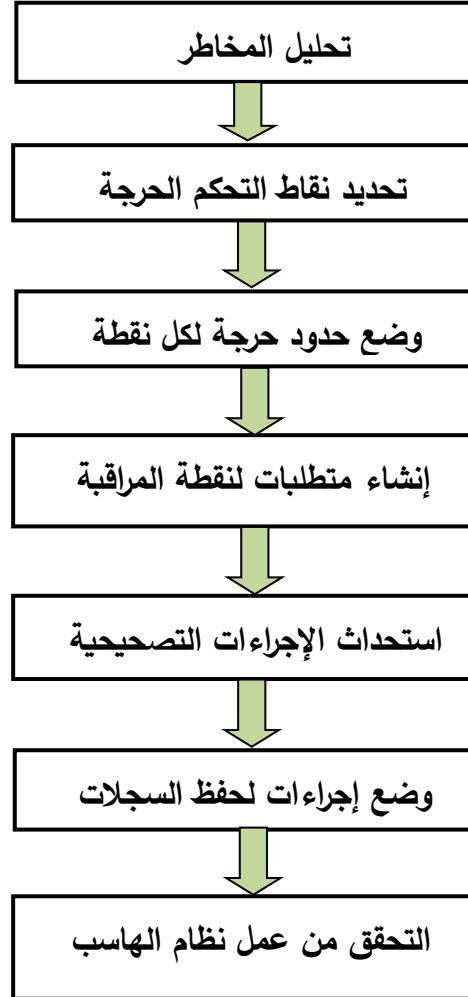 تحليل المخاطر
تحديد نقاط التحكم الحرجة
وضع حدود حرجة لكل نقطة
إنشاء متطلبات لنقطة المراقبة
استحداث الإجراءات التصحيحية
وضع إجراءات لحفظ السجلات
التحقق من عمل نظام الهاسب